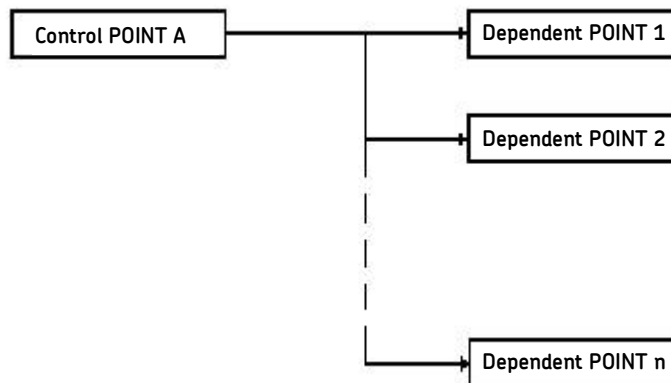 Control POINT A
Dependent POINT 1
Dependent POINT 2
Dependent POINT n